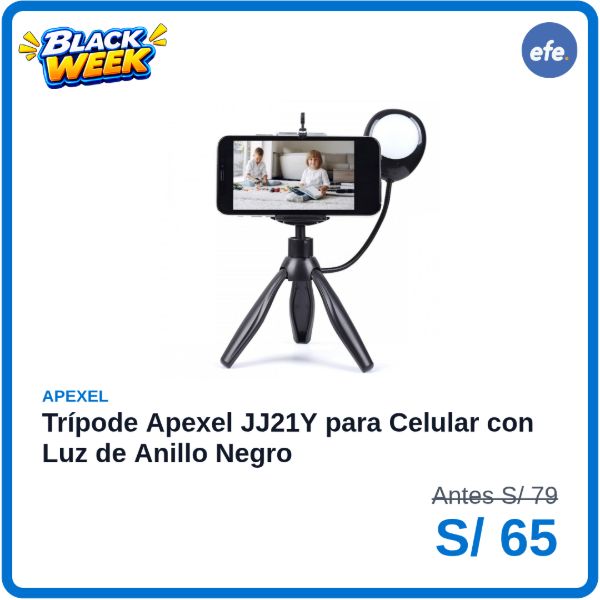 BLACK
WEEK
efe.
APEXEL
Trípode Apexel JJ21Y para Celular con
Luz de Anillo Negro
Antes S/ 79
S/ 65